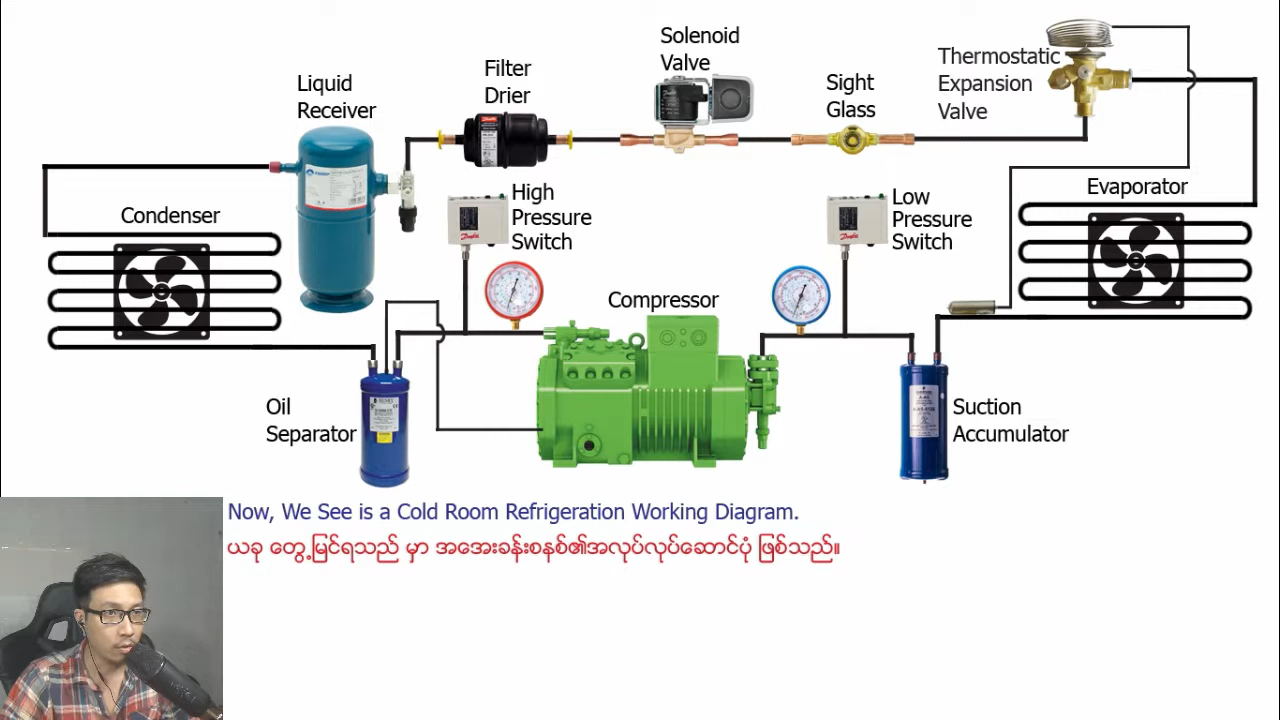 Solenoid
Valve
Thermostatic
Expansion
Valve
Filter
Drier
Sight
Glass
Liquid
Receiver
Evaporator
High
Pressure
Switch
Low
Pressure
Switch
Condenser
Compressor
Oil
Separator
Suction
Accumulator
Danfoss
Danfoss
Now, We See is a Cold Room Refrigeration Working Diagram.
ယခု တွေ့မြင်ရသည် မှာ အအေးခန်းစနစ်၏အလုပ်လုပ်ဆောင်ပုံ ဖြစ်သည်။